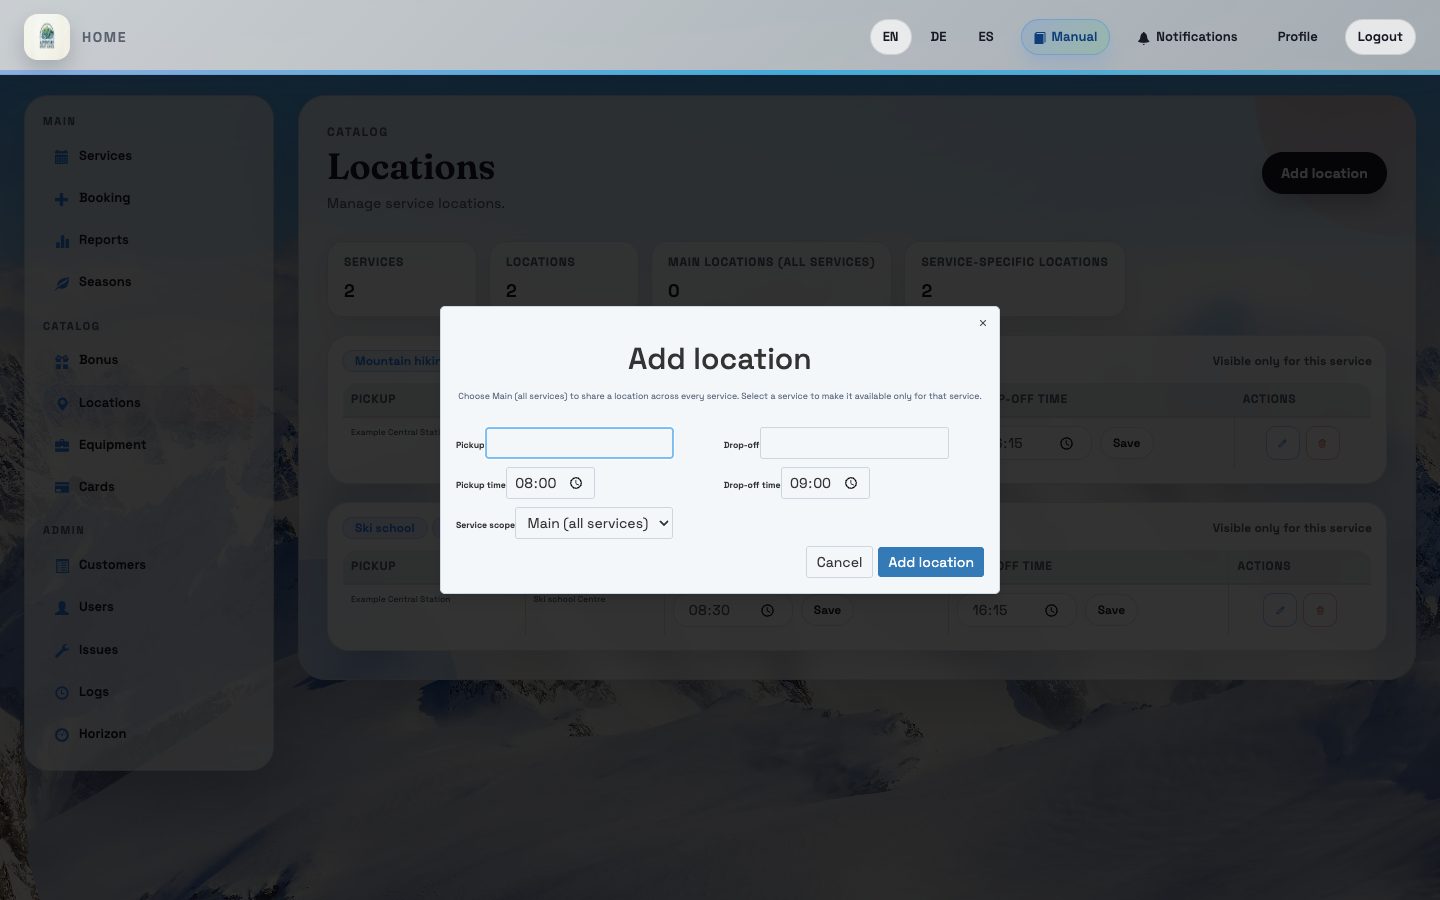 HOME
EN
DE
ES
Manual
Notifications
Profile
Logout
MAIN
Services
Booking
Reports
Seasons
CATALOG
Bonus
Locations
Equipment
Cards
ADMIN
Customers
Users
Issues
Logs
Horizon
CATALOG
Locations
Manage service locations.
Add location
SERVICES
2
LOCATIONS
2
MAIN LOCATIONS (ALL SERVICES)
0
SERVICE-SPECIFIC LOCATIONS
2
Mountain
Visible only for this service
PICKUP
TIME
ACTIONS
Example Central
:15
Save
Add location
×
Choose Main (all services) to share a location across every service. Select a service to make it available only for that service.
Pickup
Drop-off
Pickup time 08:00
Drop-off time 09:00
Service scope Main (all services)
Cancel
Add location
Ski school
Visible only for this service
PICKUP
TIME
ACTIONS
Example Central Station
Ski school Centre
08:30
Save
16:15
Save